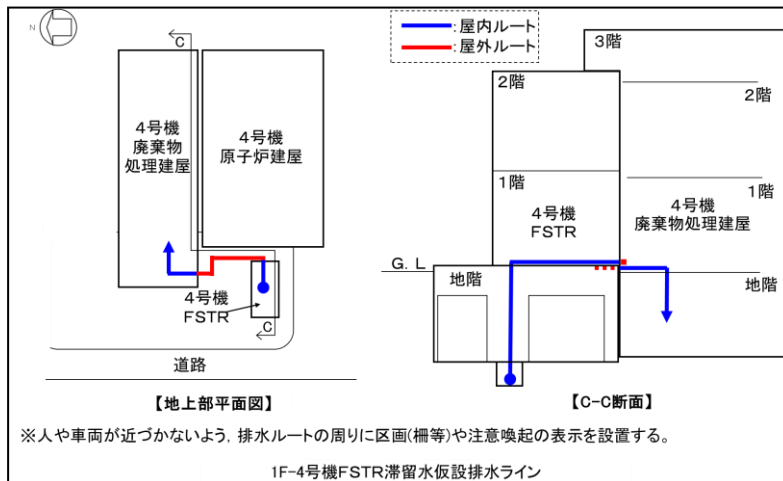 N
C
:屋内ルート
:屋外ルート
4号機
廃棄物
処理建屋
4号機
原子炉建屋
4号機
FSTR
C
道路
【地上部平面図】
3階
2階
2階
1階
1階
4号機
FSTR
4号機
廃棄物処理建屋
G.L
地階
地階
【C-C断面】
※人や車両が近づかないよう,排水ルートの周りに区画(柵等)や注意喚起の表示を設置する。
1F-4号機FSTR滞留水仮設排水ライン